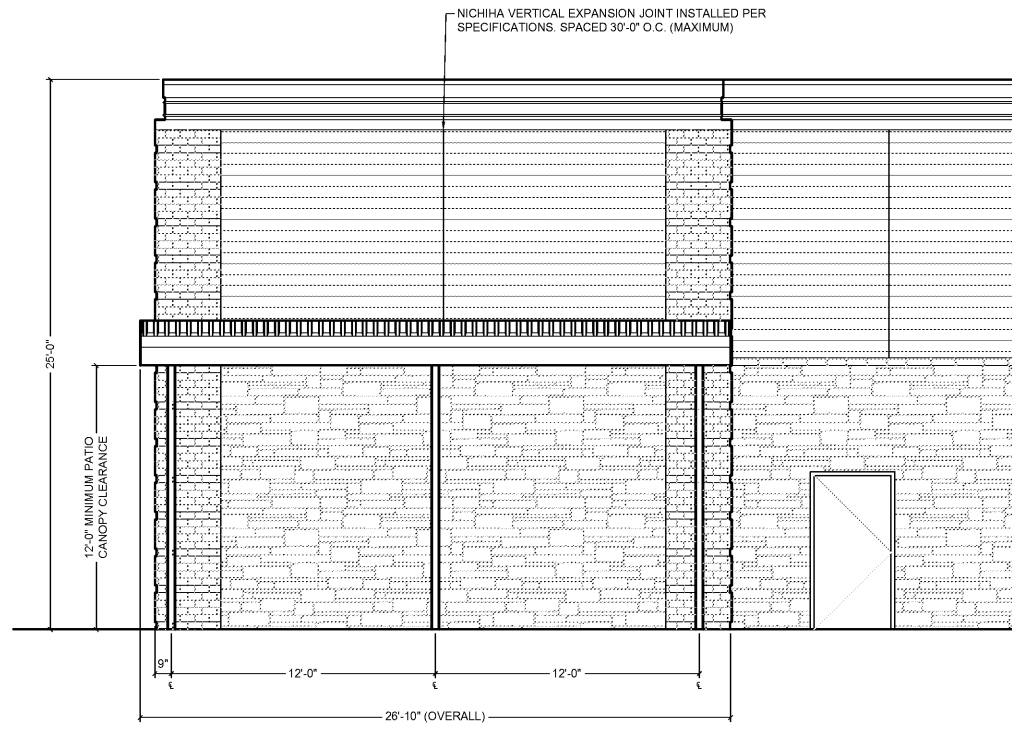 NICHIHA VERTICAL EXPANSION JOINT INSTALLED PER
SPECIFICATIONS. SPACED 30'-0" O.C. (MAXIMUM)
25'-0"
12'-0" MINIMUM PATIO
CANOPY CLEARANCE
9"
12'-0"
12'-0"
℄
℄
℄
26'-10" (OVERALL)